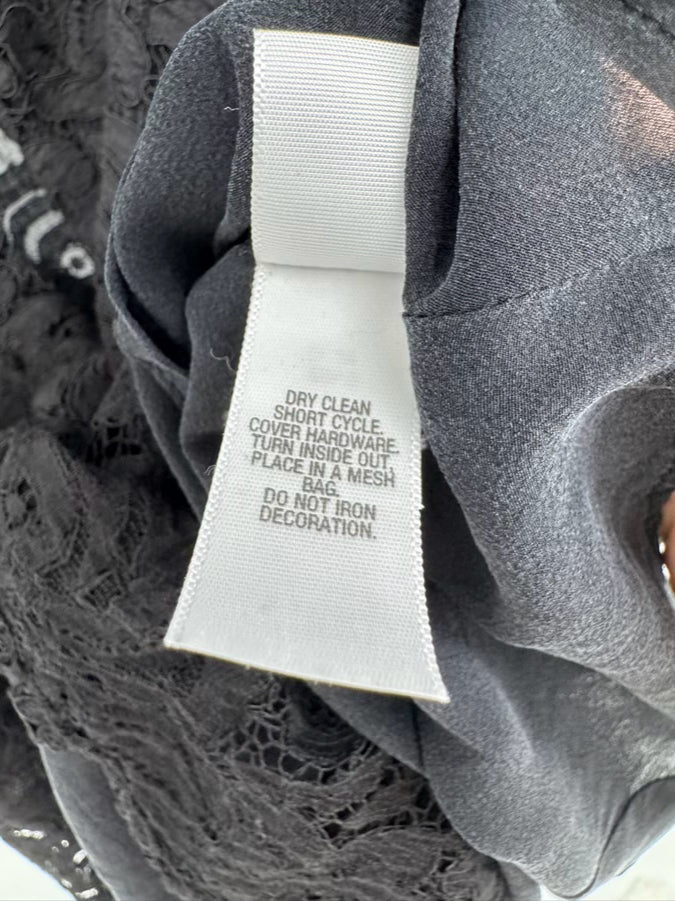 DRY CLEAN
SHORT CYCLE.
COVER HARDWARE.
TURN INSIDE OUT,
PLACE IN A MESH
BAG.
DO NOT IRON
DECORATION.